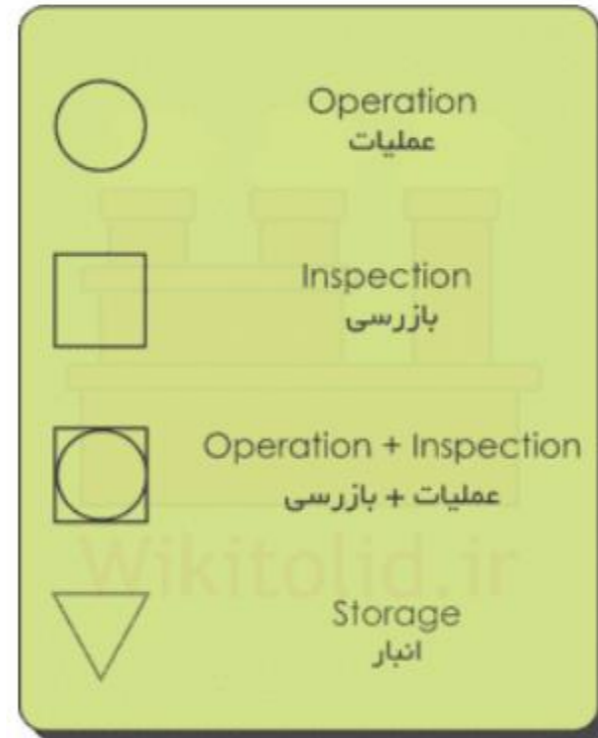 Operation
عملیات
Inspection
بازرسی
Operation + Inspection
عملیات + بازرسی
Wikitolid.ir
Storage
انبار